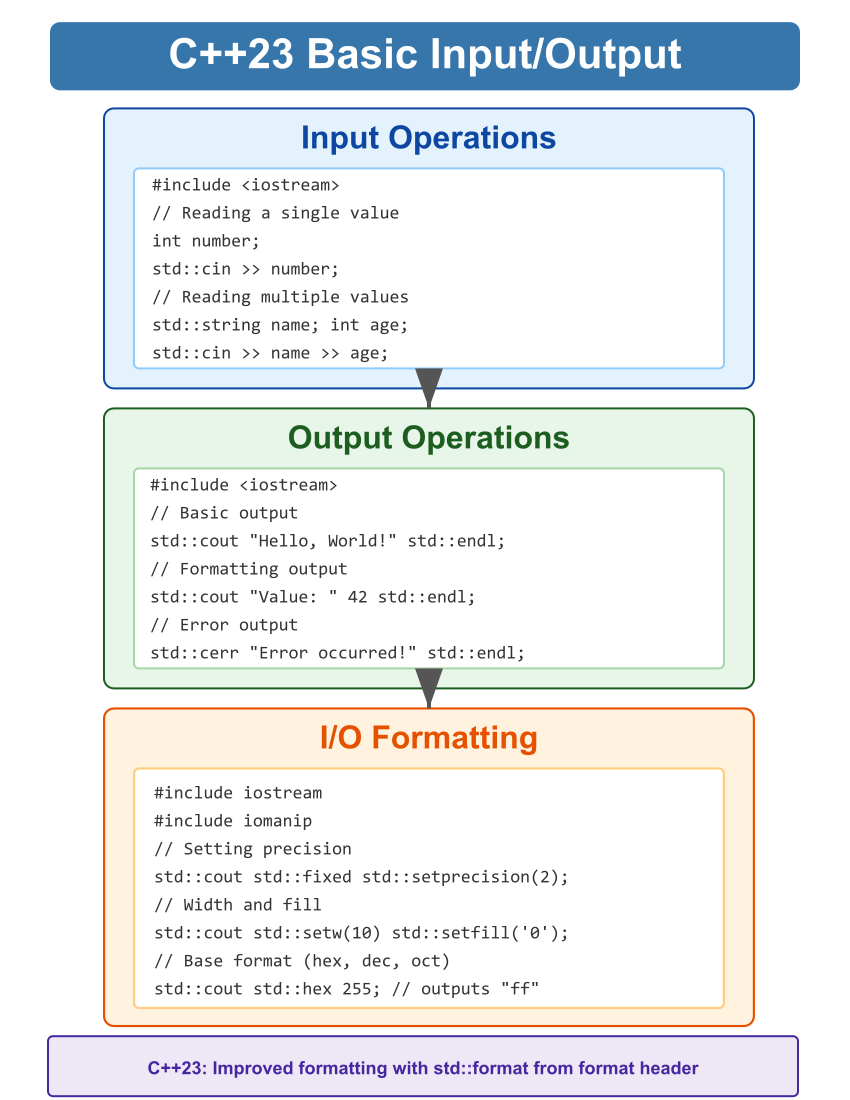 C++23 Basic Input/Output
Input Operations
#include <iostream>
// Reading a single value
int number;
std::cin >> number;
// Reading multiple values
std::string name; int age;
std::cin >> name >> age;
Output Operations
#include <iostream>
// Basic output
std::cout "Hello, World!" std::endl;
// Formatting output
std::cout "Value: " 42 std::endl;
// Error output
std::cerr "Error occurred!" std::endl;
I/O Formatting
#include iostream
#include iomanip
// Setting precision
std::cout std::fixed std::setprecision(2);
// Width and fill
std::cout std::setw(10) std::setfill('0');
// Base format (hex, dec, oct)
std::cout std::hex 255; // outputs "ff"
C++23: Improved formatting with std::format from format header